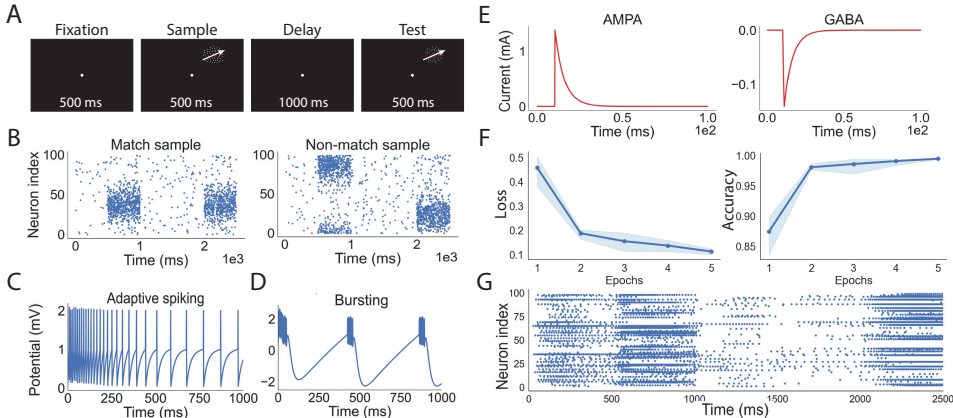 A
Fixation
Sample
Delay
Test
500 ms
500 ms
1000 ms
500 ms
B
Match sample
Non-match sample
Neuron index
100
50
0
0
1
2
1e3
Time (ms)
0
1
2
1e3
Time (ms)
C
Adaptive spiking
Potential (mV)
2
1
0
0
250
500
750
1000
Time (ms)
D
Bursting
2
0
−2
0
250
500
750
1000
Time (ms)
E
AMPA
Current (mA)
1
0
0.0
0.5
1.0
Time (ms)
1e2
GABA
0.0
−0.1
0.0
0.5
1.0
Time (ms)
1e2
F
Loss
0.5
0.4
0.3
0.2
0.1
1
2
3
4
5
Epochs
Accuracy
1.00
0.95
0.90
0.85
1
2
3
4
5
Epochs
G
Neuron index
100
75
50
25
0
0
500
1000
1500
2000
2500
Time (ms)